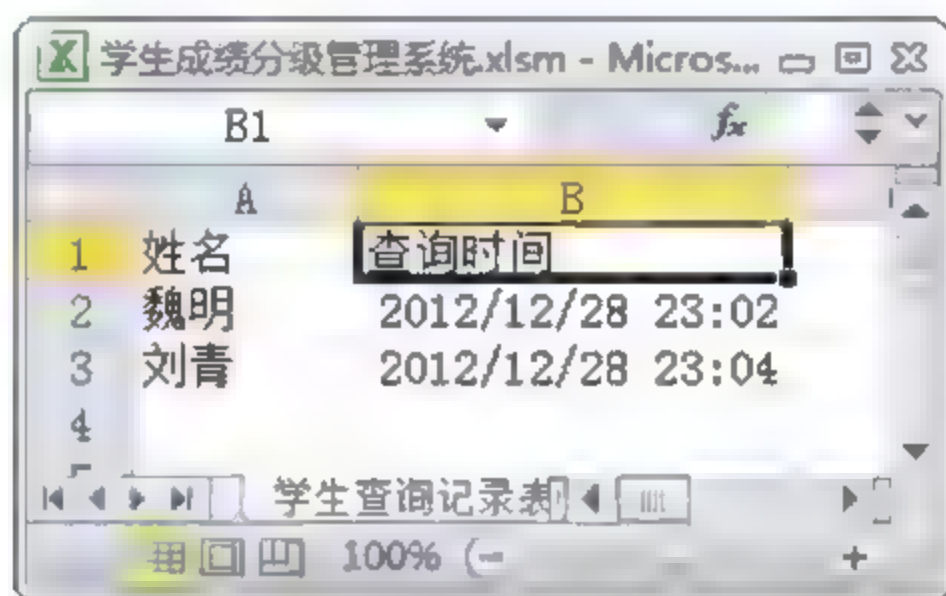 学生成绩分级管理系统.xlsm - Micros...
B1 fx
A B
1 姓名 查询时间
2 魏明 2012/12/28 23:02
3 刘青 2012/12/28 23:04
4
学生查询记录表
100%